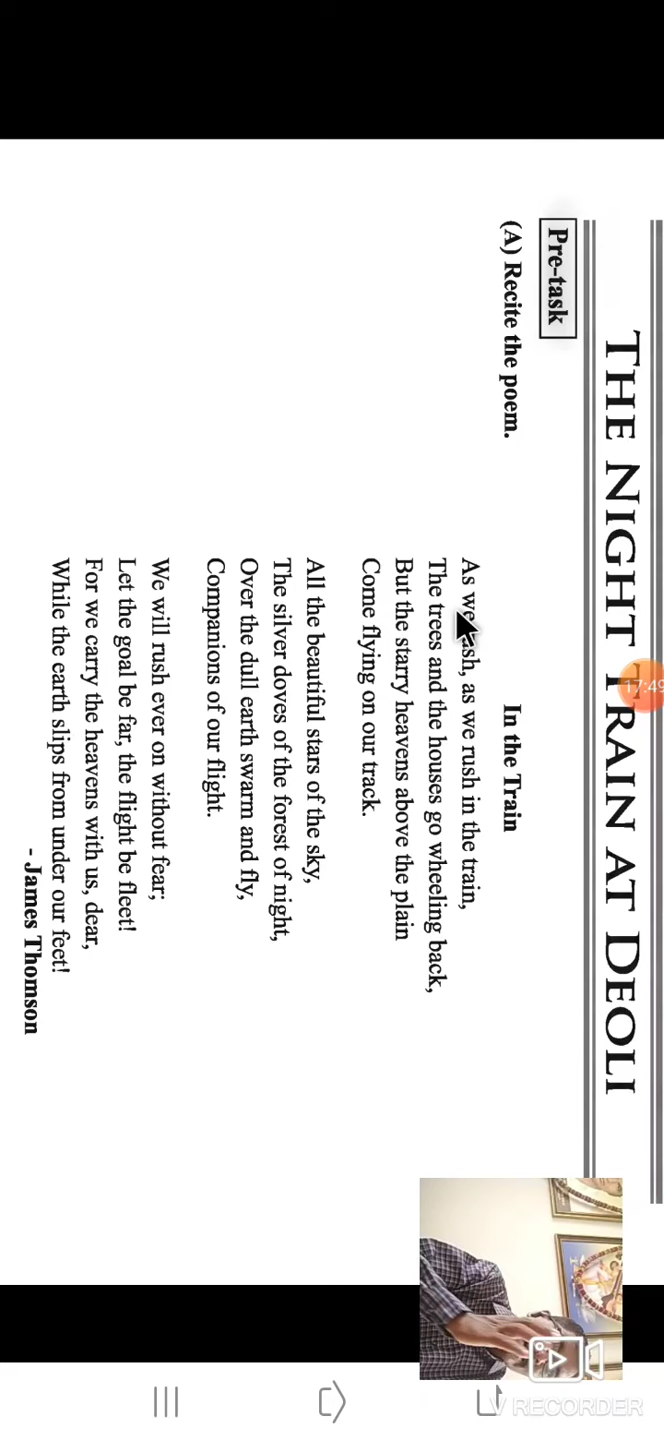 THE NIGHT TRAIN AT DEOLI
17:49
Pre-task
(A) Recite the poem.
In the Train
As we rush, as we rush in the train,
The trees and the houses go wheeling back,
But the starry heavens above the plain
Come flying on our track.
All the beautiful stars of the sky,
The silver doves of the forest of night,
Over the dull earth swarm and fly,
Companions of our flight.
We will rush ever on without fear;
Let the goal be far, the flight be fleet!
For we carry the heavens with us, dear,
While the earth slips from under our feet!
- James Thomson
V RECORDER